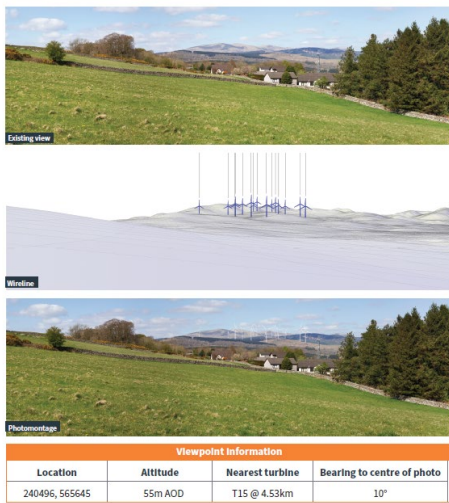 Existing view
Wireline
Photomontage
Viewpoint Information
Location Altitude Nearest turbine Bearing to centre of photo
240496, 565645 55m AOD T15 @ 4.53km 10°